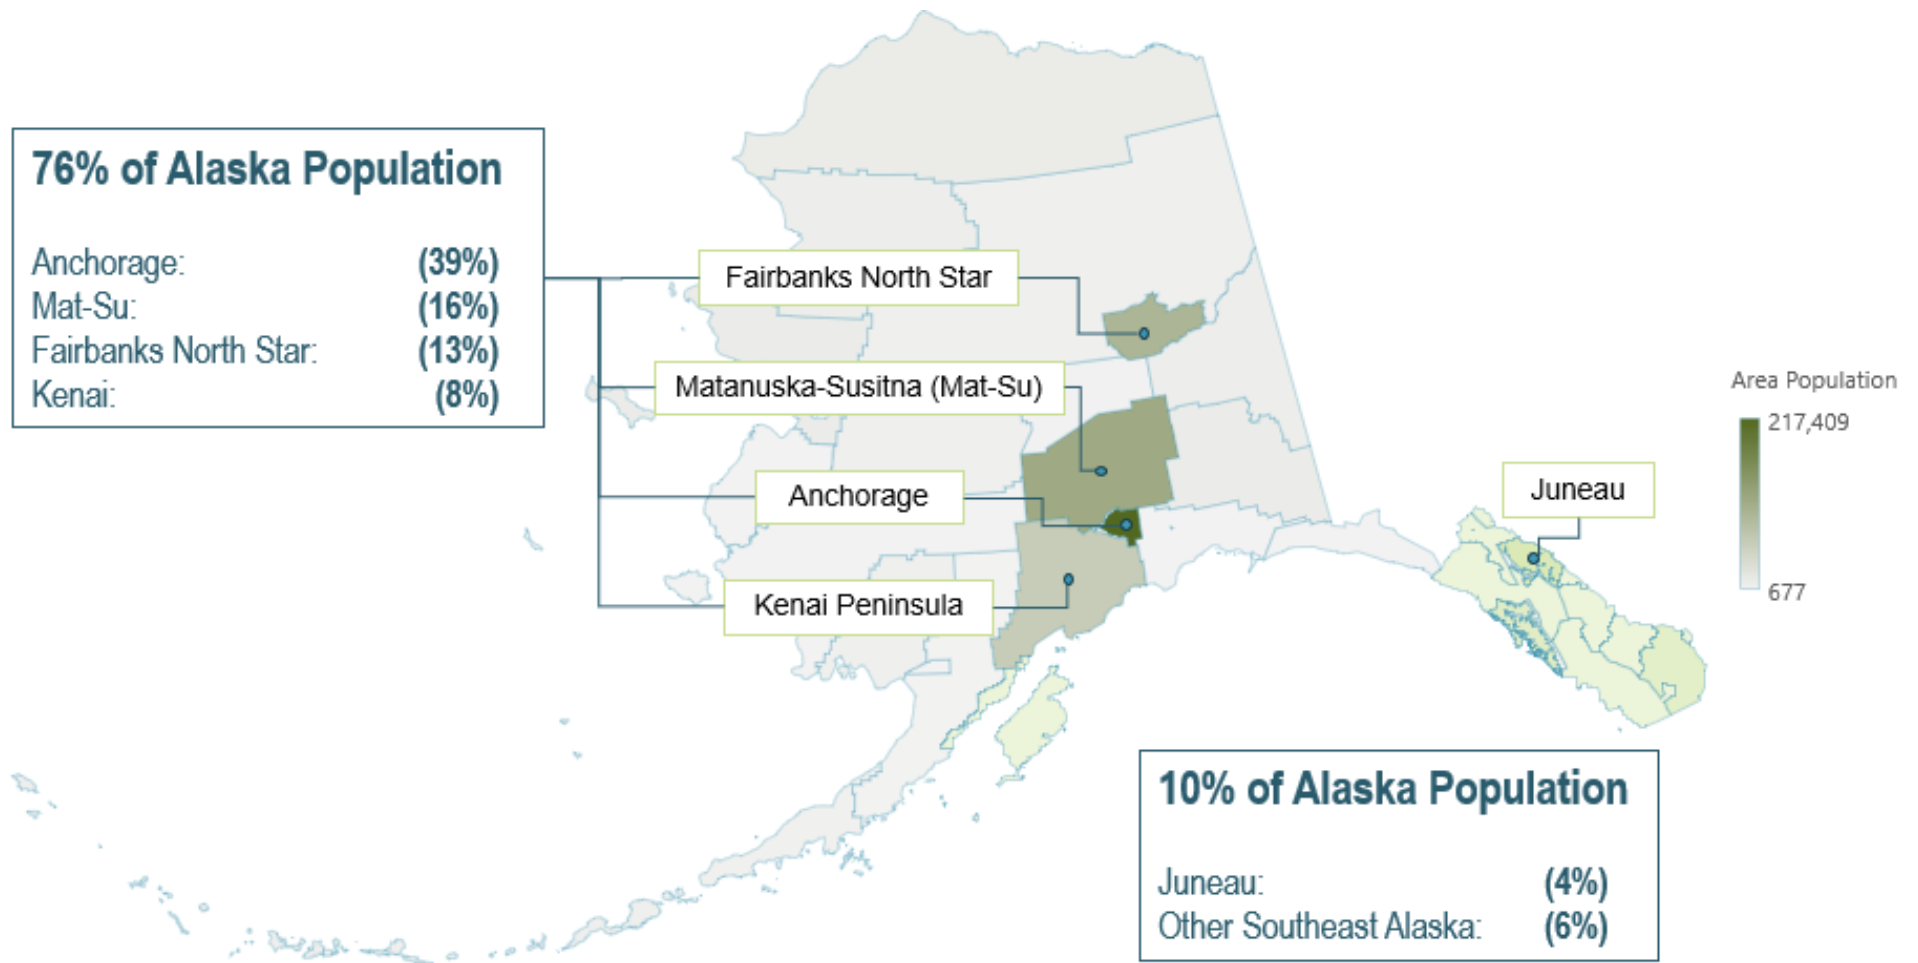 76% of Alaska Population
Anchorage: (39%)
Mat-Su: (16%)
Fairbanks North Star: (13%)
Kenai: (8%)
Fairbanks North Star
Matanuska-Susitna (Mat-Su)
Anchorage
Kenai Peninsula
Juneau
Area Population
217,409
677
10% of Alaska Population
Juneau: (4%)
Other Southeast Alaska: (6%)